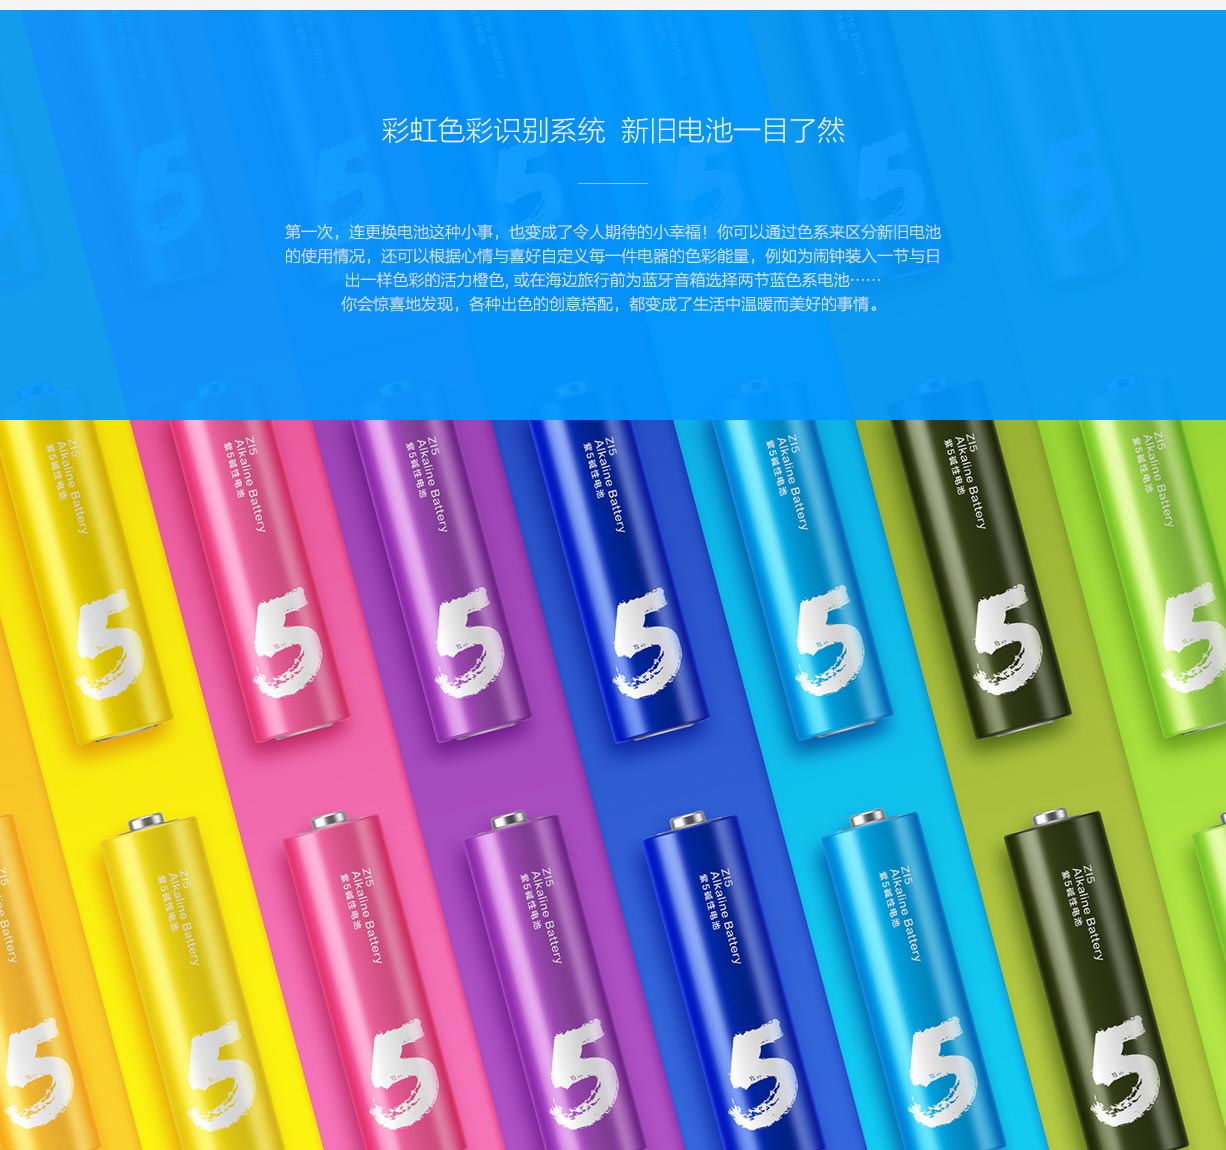 彩虹色彩识别系统 新旧电池一目了然
第一次，连更换电池这种小事，也变成了令人期待的小幸福！你可以通过色系来区分新旧电池
的使用情况，还可以根据心情与喜好自定义每一件电器的色彩能量，例如为闹钟装入一节与日
出一样色彩的活力橙色, 或在海边旅行前为蓝牙音箱选择两节蓝色系电池……
你会惊喜地发现，各种出色的创意搭配，都变成了生活中温暖而美好的事情。
ZI5
Alkaline Battery
紫5碱性电池
5
ZI5
Alkaline Battery
紫5碱性电池
5
ZI5
Alkaline Battery
紫5碱性电池
5
ZI5
Alkaline Battery
紫5碱性电池
5
ZI5
Alkaline Battery
紫5碱性电池
5
ZI5
Alkaline Battery
紫5碱性电池
5
ZI5
Alkaline Battery
紫5碱性电池
5
ZI5
Alkaline Battery
5
ZI5
Alkaline Battery
紫5碱性电池
5
ZI5
Alkaline Battery
紫5碱性电池
5
ZI5
Alkaline Battery
紫5碱性电池
5
ZI5
Alkaline Battery
紫5碱性电池
5
ZI5
Alkaline Battery
紫5碱性电池
5
ZI5
Alkaline Battery
紫5碱性电池
5